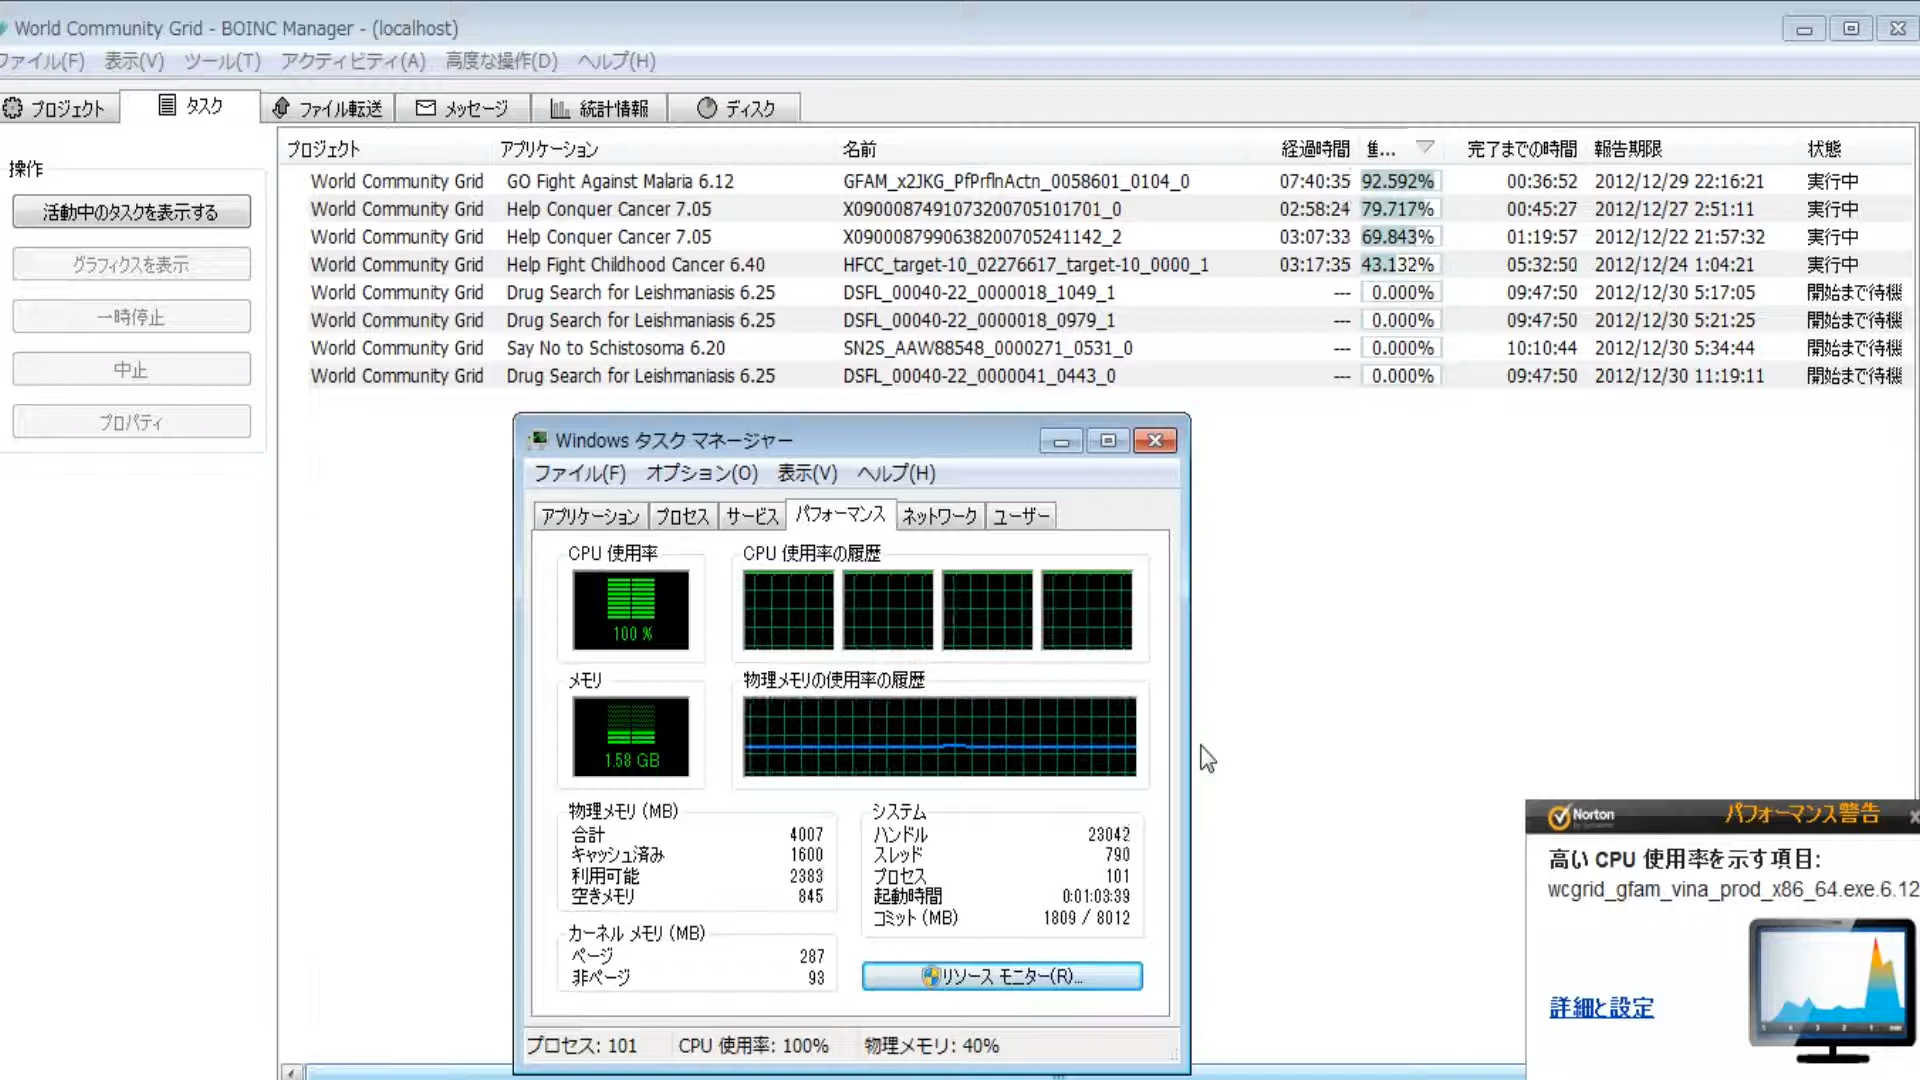 World Community Grid - BOINC Manager - (localhost)
ファイル(F) 表示(V) ツール(T) アクティビティ(A) 高度な操作(D) ヘルプ(H)
プロジェクト タスク ファイル転送 メッセージ 統計情報 ディスク
操作
活動中のタスクを表示する
グラフィクスを表示
一時停止
中止
プロパティ
プロジェクト アプリケーション 名前 経過時間 進... 完了までの時間 報告期限 状態
World Community Grid GO Fight Against Malaria 6.12 GFAM_x2JKG_PfPrflnActn_0058601_0104_0 07:40:35 92.592% 00:36:52 2012/12/29 22:16:21 実行中
World Community Grid Help Conquer Cancer 7.05 X0900087491073200705101701_0 02:58:24 79.717% 00:45:27 2012/12/27 2:51:11 実行中
World Community Grid Help Conquer Cancer 7.05 X0900087990638200705241142_2 03:07:33 69.843% 01:19:57 2012/12/22 21:57:32 実行中
World Community Grid Help Fight Childhood Cancer 6.40 HFCC_target-10_02276617_target-10_0000_1 03:17:35 43.132% 05:32:50 2012/12/24 1:04:21 実行中
World Community Grid Drug Search for Leishmaniasis 6.25 DSFL_00040-22_0000018_1049_1 --- 0.000% 09:47:50 2012/12/30 5:17:05 開始まで待機
World Community Grid Drug Search for Leishmaniasis 6.25 DSFL_00040-22_0000018_0979_1 --- 0.000% 09:47:50 2012/12/30 5:21:25 開始まで待機
World Community Grid Say No to Schistosoma 6.20 SN2S_AAW88548_0000271_0531_0 --- 0.000% 10:10:44 2012/12/30 5:34:44 開始まで待機
World Community Grid Drug Search for Leishmaniasis 6.25 DSFL_00040-22_0000041_0443_0 --- 0.000% 09:47:50 2012/12/30 11:19:11 開始まで待機
Windows タスク マネージャー
ファイル(F) オプション(O) 表示(V) ヘルプ(H)
アプリケーション プロセス サービス パフォーマンス ネットワーク ユーザー
CPU 使用率 CPU 使用率の履歴
100 %
メモリ 物理メモリの使用率の履歴
1.58 GB
物理メモリ (MB)
合計 4007
キャッシュ済み 1600
利用可能 2383
空きメモリ 845
カーネル メモリ (MB)
ページ 287
非ページ 93
システム
ハンドル 23042
スレッド 790
プロセス 101
起動時間 0:01:03:39
コミット (MB) 1809 / 8012
リソース モニター(R)...
プロセス: 101 CPU 使用率: 100% 物理メモリ: 40%
Norton パフォーマンス警告
高い CPU 使用率を示す項目:
wcgrid_gfam_vina_prod_x86_64.exe.6.12
詳細と設定